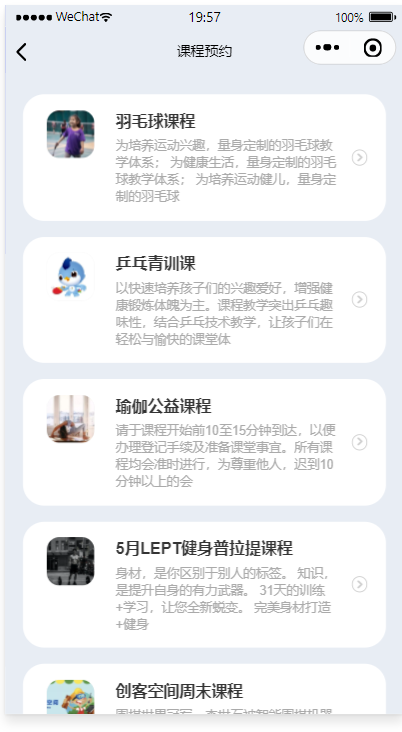 WeChat 19:57 100%
课程预约
羽毛球课程
为培养运动兴趣，量身定制的羽毛球教
学体系； 为健康生活，量身定制的羽毛
球教学体系； 为培养运动健儿，量身定
制的羽毛球
乒乓青训课
以快速培养孩子们的兴趣爱好，增强健
康锻炼体魄为主。课程教学突出乒乓趣
味性，结合乒乓技术教学，让孩子们在
轻松与愉快的课堂体
瑜伽公益课程
请于课程开始前10至15分钟到达，以便
办理登记手续及准备课堂事宜。所有课
程均会准时进行，为尊重他人，迟到10
分钟以上的会
5月LEPT健身普拉提课程
身材，是你区别于别人的标签。 知识，
是提升自身的有力武器。 31天的训练
+学习，让您全新蜕变。 完美身材打造
+健身
创客空间周末课程